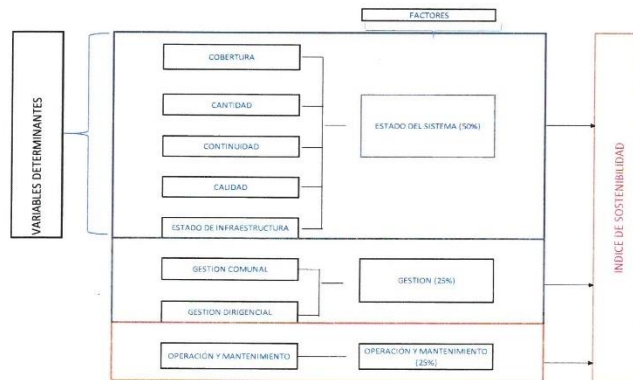 FACTORES
VARIABLES DETERMINANTES
COBERTURA
CANTIDAD
CONTINUIDAD
CALIDAD
ESTADO DE INFRAESTRUCTURA
ESTADO DEL SISTEMA (50%)
GESTION COMUNAL
GESTION DIRIGENCIAL
GESTION (25%)
OPERACIÓN Y MANTENIMIENTO
OPERACIÓN Y MANTENIMIENTO
(25%)
INDICE DE SOSTENIBILIDAD